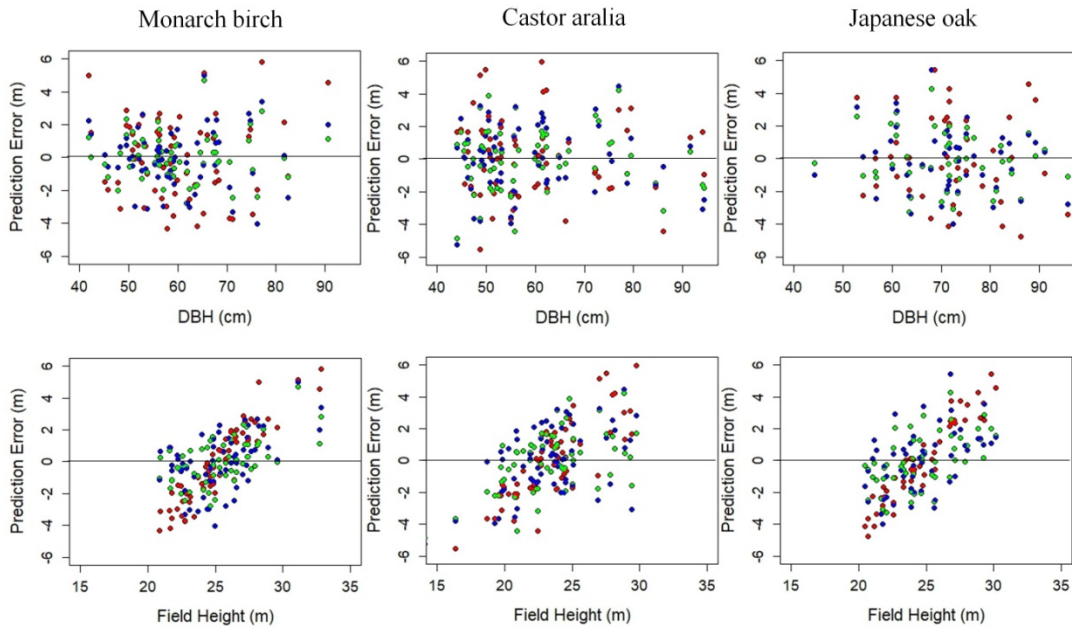 Monarch birch
Castor aralia
Japanese oak
Prediction Error (m)
6
4
2
0
-2
-4
-6
40 50 60 70 80 90
DBH (cm)
Prediction Error (m)
6
4
2
0
-2
-4
-6
40 50 60 70 80 90
DBH (cm)
Prediction Error (m)
6
4
2
0
-2
-4
-6
40 50 60 70 80 90
DBH (cm)
Prediction Error (m)
6
4
2
0
-2
-4
-6
15 20 25 30 35
Field Height (m)
Prediction Error (m)
6
4
2
0
-2
-4
-6
15 20 25 30 35
Field Height (m)
Prediction Error (m)
6
4
2
0
-2
-4
-6
15 20 25 30 35
Field Height (m)